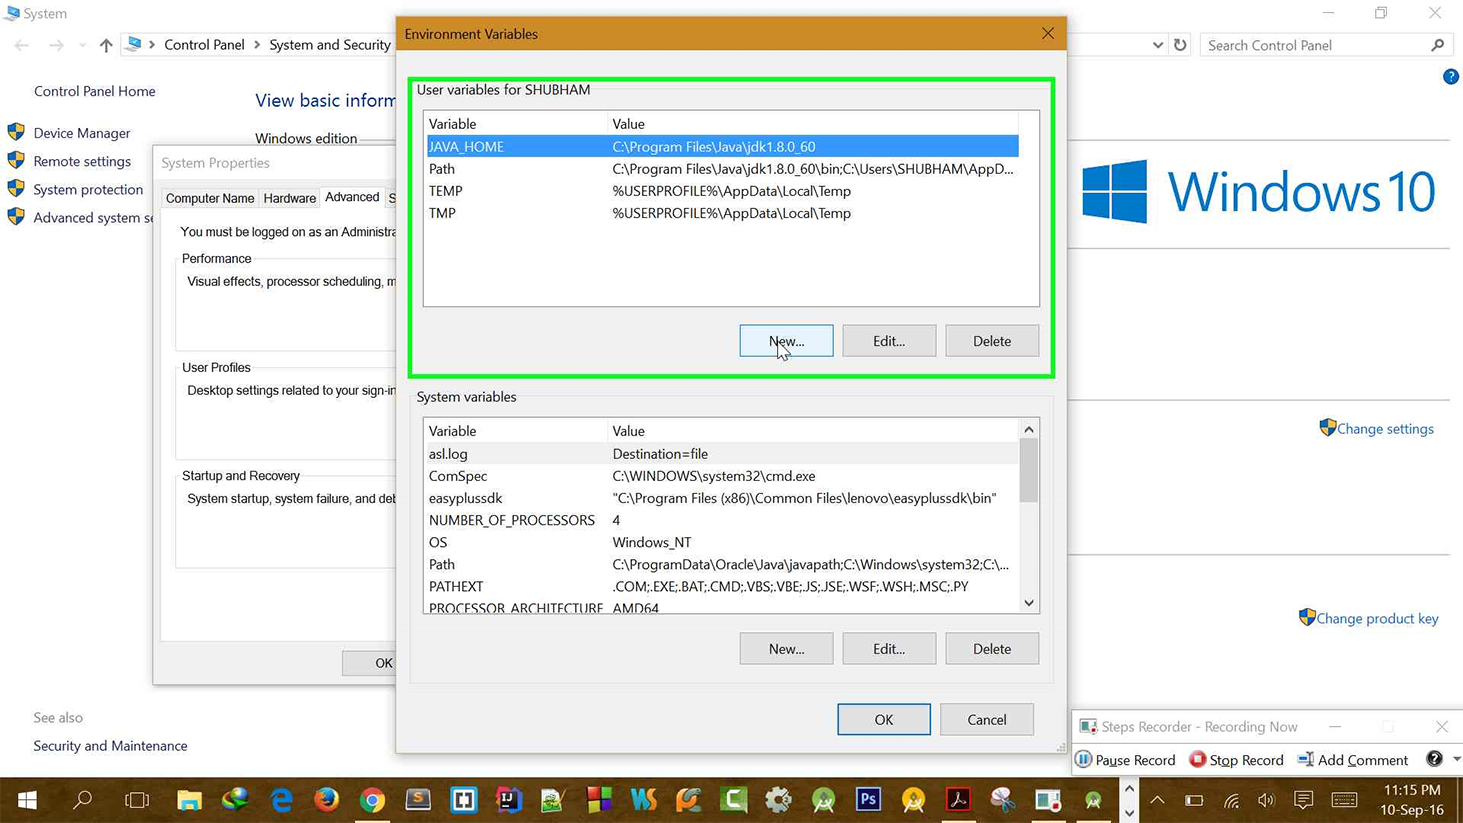 System
Control Panel > System and Security
Search Control Panel
Control Panel Home
Device Manager
Remote settings
System protection
Advanced system se
View basic inform
Windows edition
Windows 10
Change settings
Change product key
See also
Security and Maintenance
System Properties
Computer Name Hardware Advanced S
You must be logged on as an Administra
Performance
Visual effects, processor scheduling, m
User Profiles
Desktop settings related to your sign-in
Startup and Recovery
System startup, system failure, and deb
OK
Environment Variables
User variables for SHUBHAM
Variable Value
JAVA_HOME C:\Program Files\Java\jdk1.8.0_60
Path C:\Program Files\Java\jdk1.8.0_60\bin;C:\Users\SHUBHAM\AppD...
TEMP %USERPROFILE%\AppData\Local\Temp
TMP %USERPROFILE%\AppData\Local\Temp
New... Edit... Delete
System variables
Variable Value
asl.log Destination=file
ComSpec C:\WINDOWS\system32\cmd.exe
easyplussdk "C:\Program Files (x86)\Common Files\lenovo\easyplussdk\bin"
NUMBER_OF_PROCESSORS 4
OS Windows_NT
Path C:\ProgramData\Oracle\Java\javapath;C:\Windows\system32;C:\...
PATHEXT .COM;.EXE;.BAT;.CMD;.VBS;.VBE;.JS;.JSE;.WSF;.WSH;.MSC;.PY
PROCESSOR_ARCHITECTURE AMD64
New... Edit... Delete
OK Cancel
Steps Recorder - Recording Now
Pause Record Stop Record Add Comment
Ps
11:15 PM
10-Sep-16